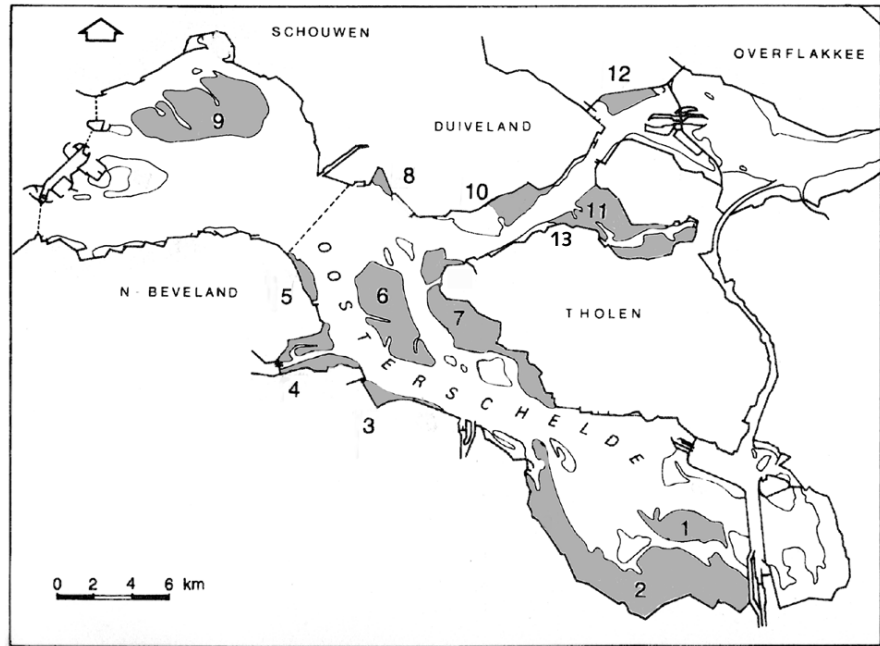 SCHOUWEN
OVERFLAKKEE
12
9
DUIVELAND
8
10
11
13
OOSTERSCHELDE
N-BEVELAND
5
6
7
THOLEN
4
3
1
2
0 2 4 6 km